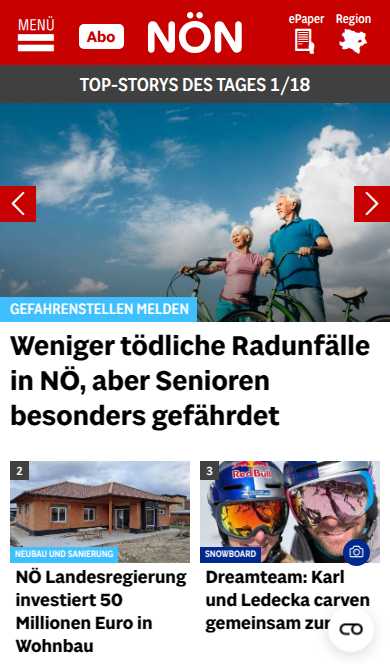 MENÜ
Abo
NÖN
ePaper
Region
TOP-STORYS DES TAGES 1/18
GEFAHRENSTELLEN MELDEN
Weniger tödliche Radunfälle
in NÖ, aber Senioren
besonders gefährdet
2
NEUBAU UND SANIERUNG
NÖ Landesregierung
investiert 50
Millionen Euro in
Wohnbau
3
Red Bull
SNOWBOARD
Dreamteam: Karl
und Ledecka carven
gemeinsam zur